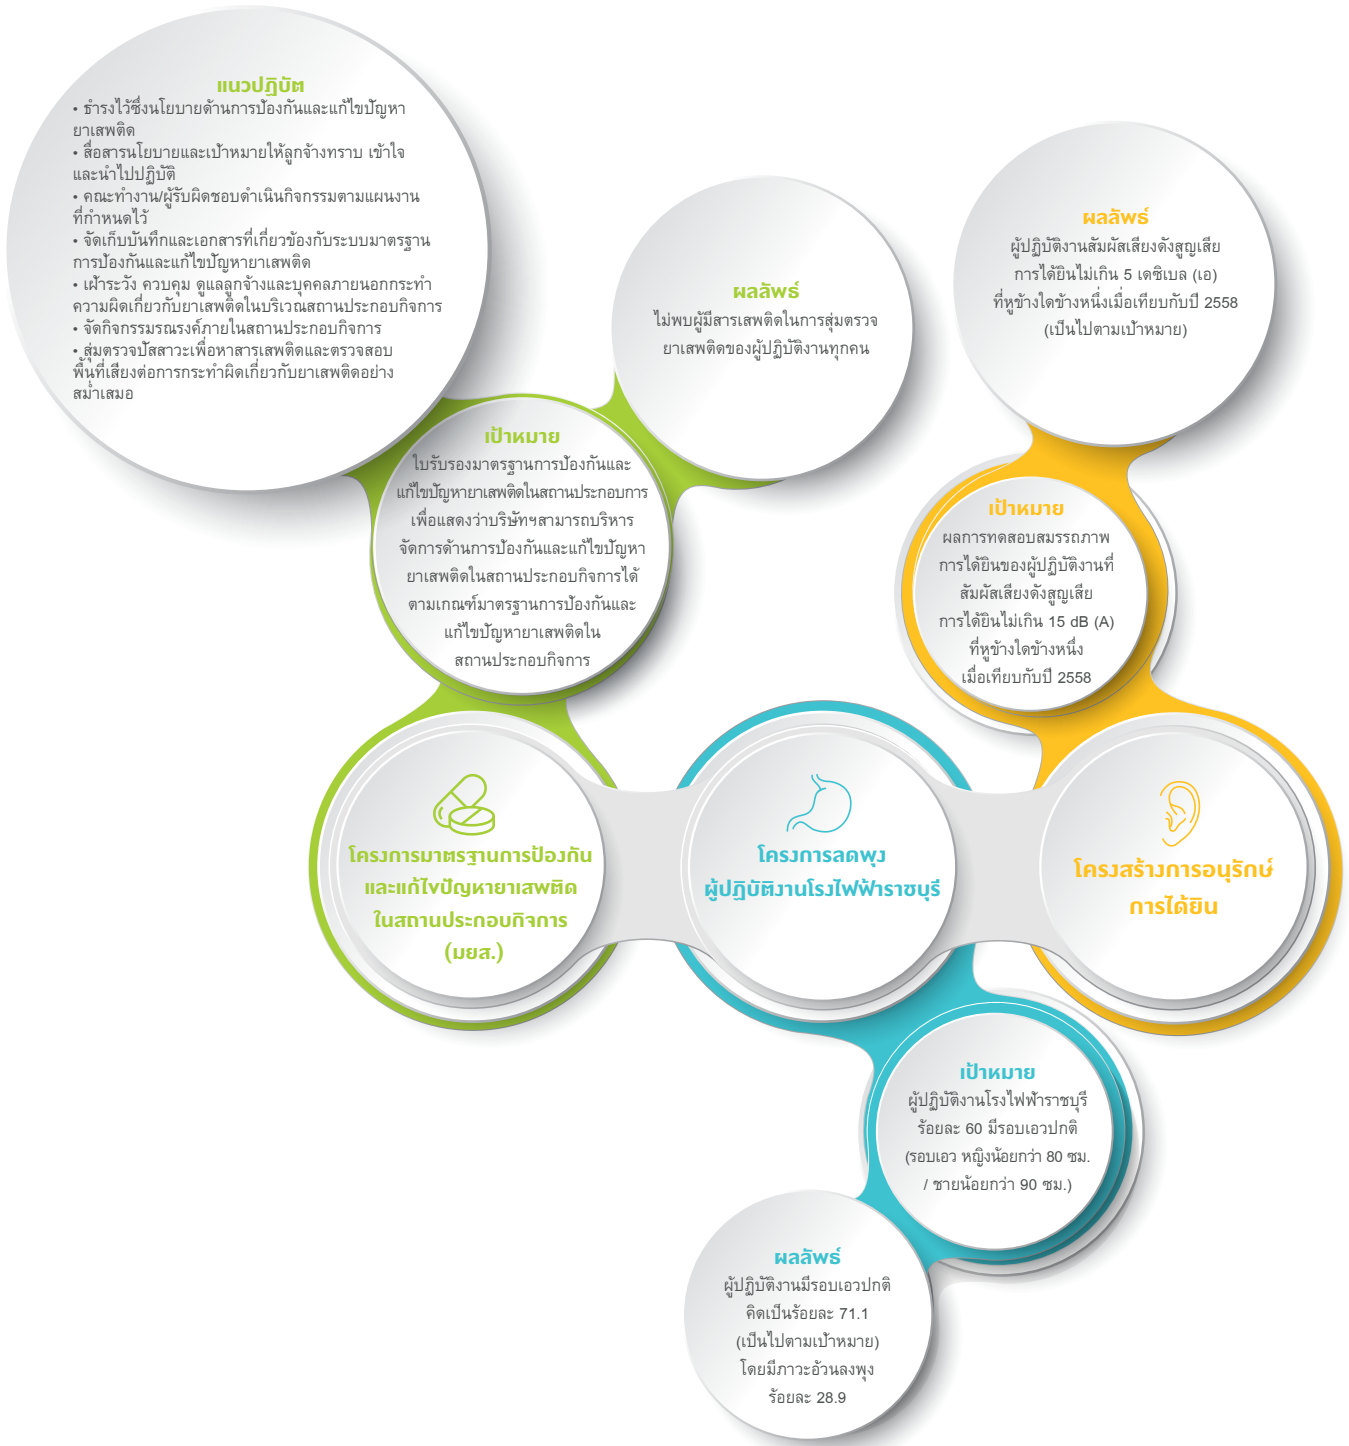 แนวปฏิบัต
• ธำรงไว้ซึ่งนโยบายด้านการป้องกันและแก้ไขปัญหา
ยาเสพติด
• สื่อสารนโยบายและเป้าหมายให้ลูกจ้างทราบ เข้าใจ
และนำไปปฏิบัติ
• คณะทำงาน/ผู้รับผิดชอบดำเนินกิจกรรมตามแผนงาน
ที่กำหนดไว้
• จัดเก็บบันทึกและเอกสารที่เกี่ยวข้องกับระบบมาตรฐาน
การป้องกันและแก้ไขปัญหายาเสพติด
• เฝ้าระวัง ควบคุม ดูแลลูกจ้างและบุคคลภายนอกกระทำ
ความผิดเกี่ยวกับยาเสพติดในบริเวณสถานประกอบกิจการ
• จัดกิจกรรมรณรงค์ภายในสถานประกอบกิจการ
• สุ่มตรวจปัสสาวะเพื่อหาสารเสพติดและตรวจสอบ
พื้นที่เสี่ยงต่อการกระทำผิดเกี่ยวกับยาเสพติดอย่าง
สม่ำเสมอ
ผลลัพธ์
ไม่พบผู้มีสารเสพติดในการสุ่มตรวจ
ยาเสพติดของผู้ปฏิบัติงานทุกคน
ผลลัพธ์
ผู้ปฏิบัติงานสัมผัสเสียงดังสูญเสีย
การได้ยินไม่เกิน 5 เดซิเบล (เอ)
ที่หูข้างใดข้างหนึ่งเมื่อเทียบกับปี 2558
(เป็นไปตามเป้าหมาย)
เป้าหมาย
ใบรับรองมาตรฐานการป้องกันและ
แก้ไขปัญหายาเสพติดในสถานประกอบการ
เพื่อแสดงว่าบริษัทฯสามารถบริหาร
จัดการด้านการป้องกันและแก้ไขปัญหา
ยาเสพติดในสถานประกอบกิจการได้
ตามเกณฑ์มาตรฐานการป้องกันและ
แก้ไขปัญหายาเสพติดใน
สถานประกอบกิจการ
เป้าหมาย
ผลการทดสอบสมรรถภาพ
การได้ยินของผู้ปฏิบัติงานที่
สัมผัสเสียงดังสูญเสีย
การได้ยินไม่เกิน 15 dB (A)
ที่หูข้างใดข้างหนึ่ง
เมื่อเทียบกับปี 2558
โครงการมาตรฐานการป้องกัน
และแก้ไขปัญหายาเสพติด
ในสถานประกอบกิจการ
(มยส.)
โครงการลดพุง
ผู้ปฏิบัติงานโรงไฟฟ้าราชบุรี
โครงสร้างการอนุรักษ์
การได้ยิน
เป้าหมาย
ผู้ปฏิบัติงานโรงไฟฟ้าราชบุรี
ร้อยละ 60 มีรอบเอวปกติ
(รอบเอว หญิงน้อยกว่า 80 ซม.
/ ชายน้อยกว่า 90 ซม.)
ผลลัพธ์
ผู้ปฏิบัติงานมีรอบเอวปกติ
คิดเป็นร้อยละ 71.1
(เป็นไปตามเป้าหมาย)
โดยมีภาวะอ้วนลงพุง
ร้อยละ 28.9